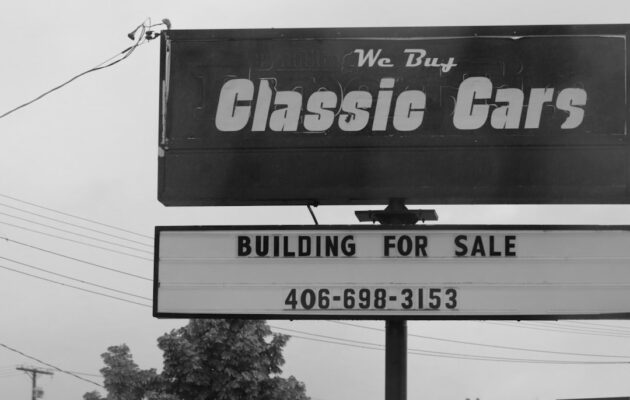 We Buy
Classic Cars
BUILDING FOR SALE
406-698-3153